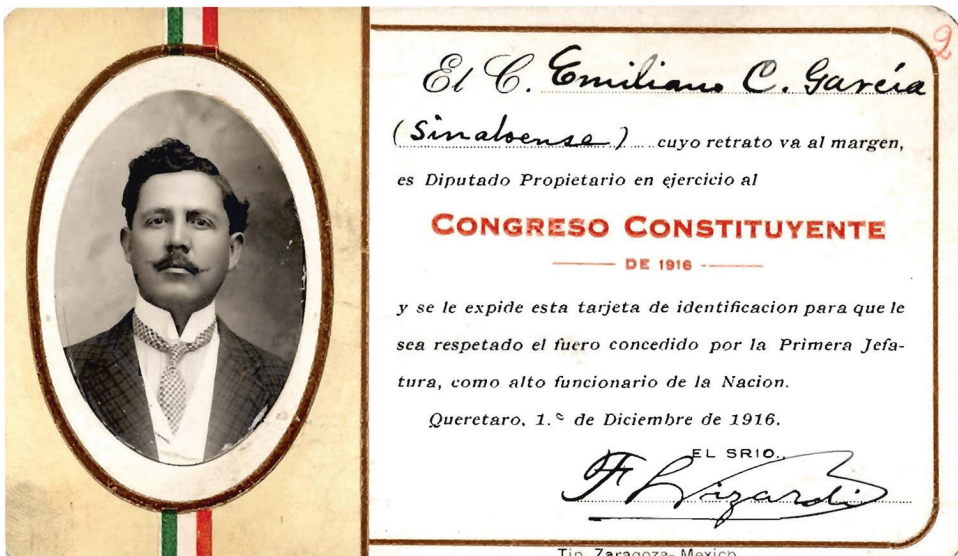 2
El C. Emiliano C. García
(Sinaloense) cuyo retrato va al margen,
es Diputado Propietario en ejercicio al
CONGRESO CONSTITUYENTE
DE 1916
y se le expide esta tarjeta de identificacion para que le
sea respetado el fuero concedido por la Primera Jefa-
tura, como alto funcionario de la Nacion.
Queretaro, 1.º de Diciembre de 1916.
EL SRIO.,
F Lizardi
Tip. Zaragoza- Mexico